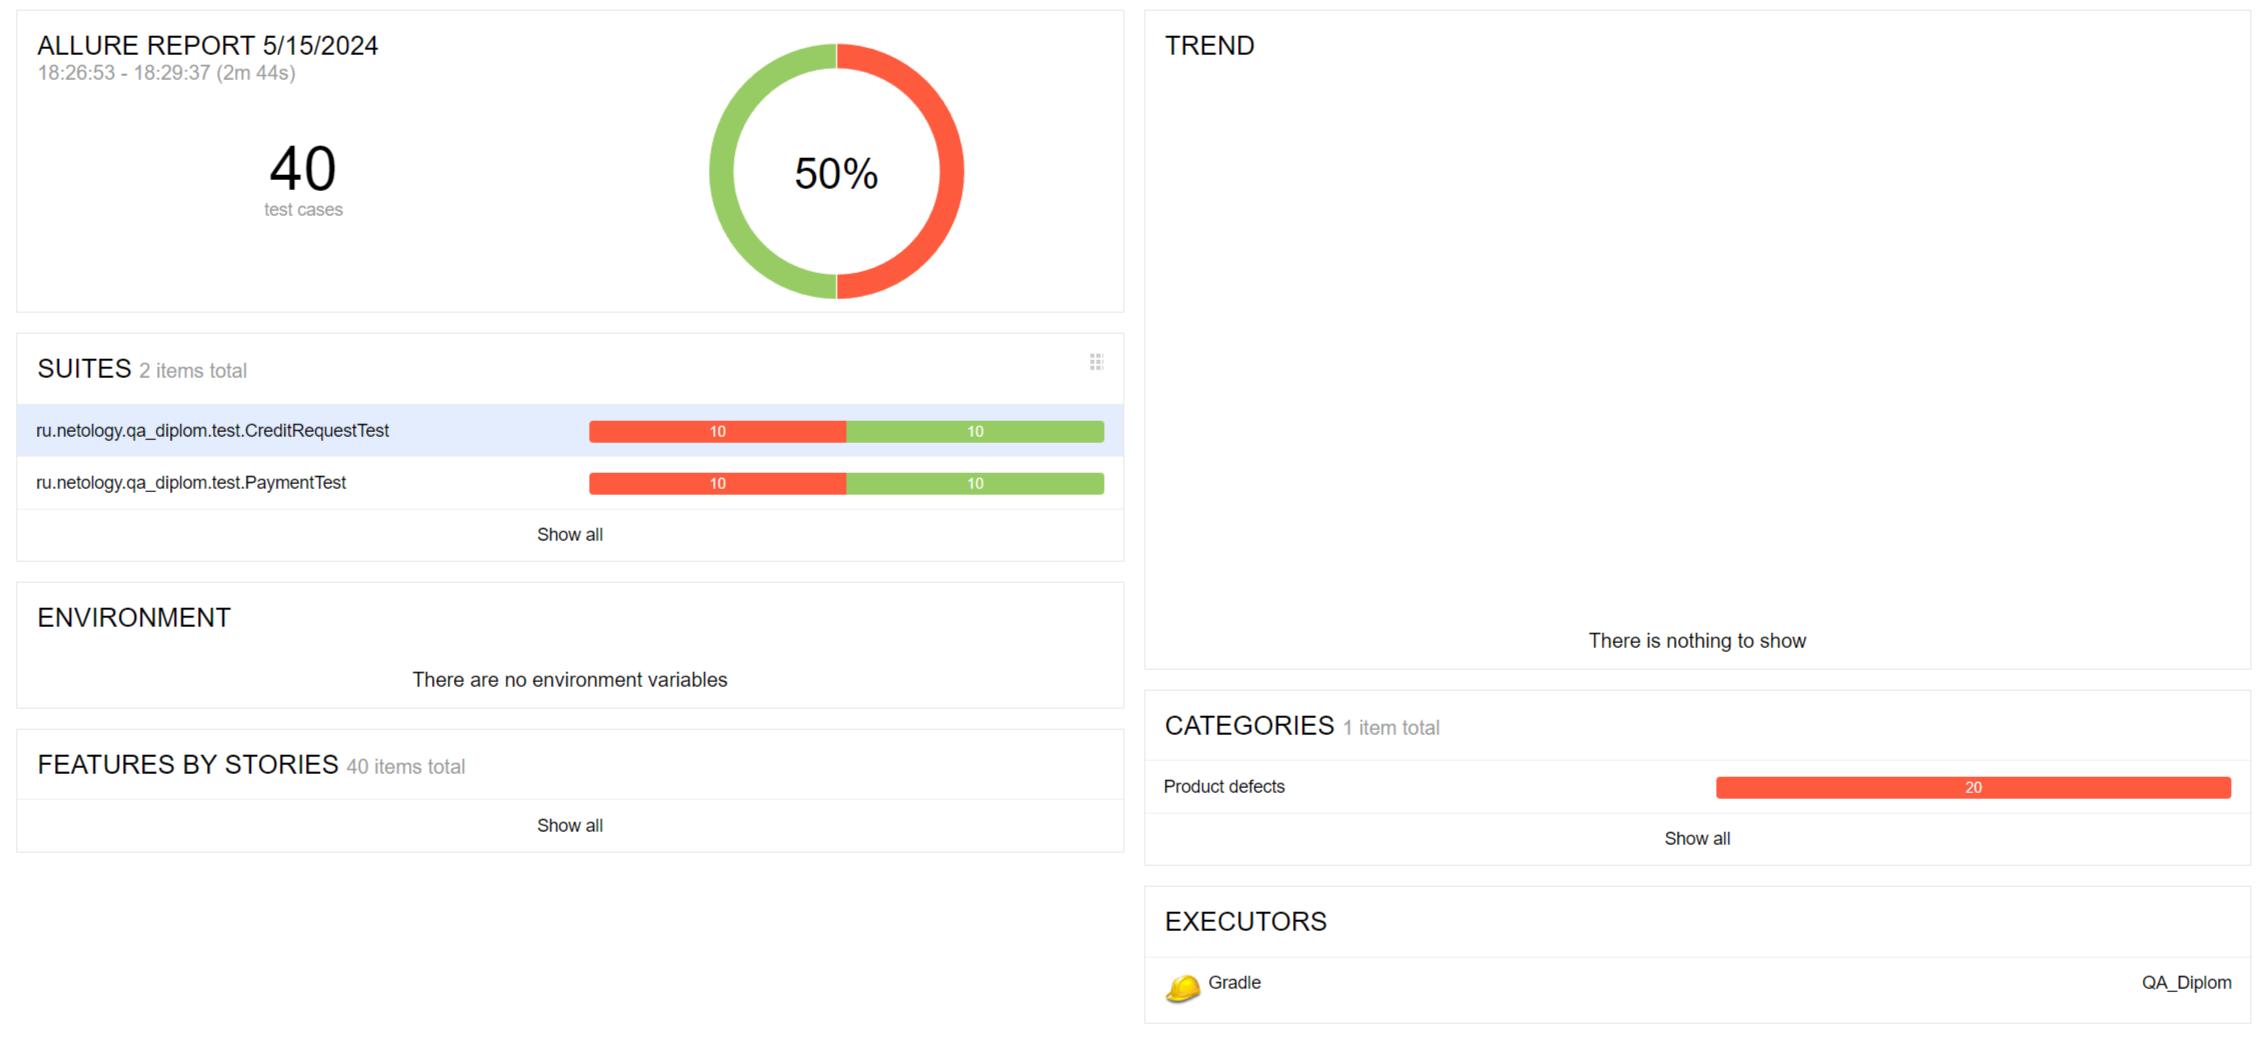 ALLURE REPORT 5/15/2024
18:26:53 - 18:29:37 (2m 44s)
40
test cases
50%
SUITES 2 items total
ru.netology.qa_diplom.test.CreditRequestTest 10 10
ru.netology.qa_diplom.test.PaymentTest 10 10
Show all
ENVIRONMENT
There are no environment variables
FEATURES BY STORIES 40 items total
Show all
TREND
There is nothing to show
CATEGORIES 1 item total
Product defects 20
Show all
EXECUTORS
Gradle QA_Diplom